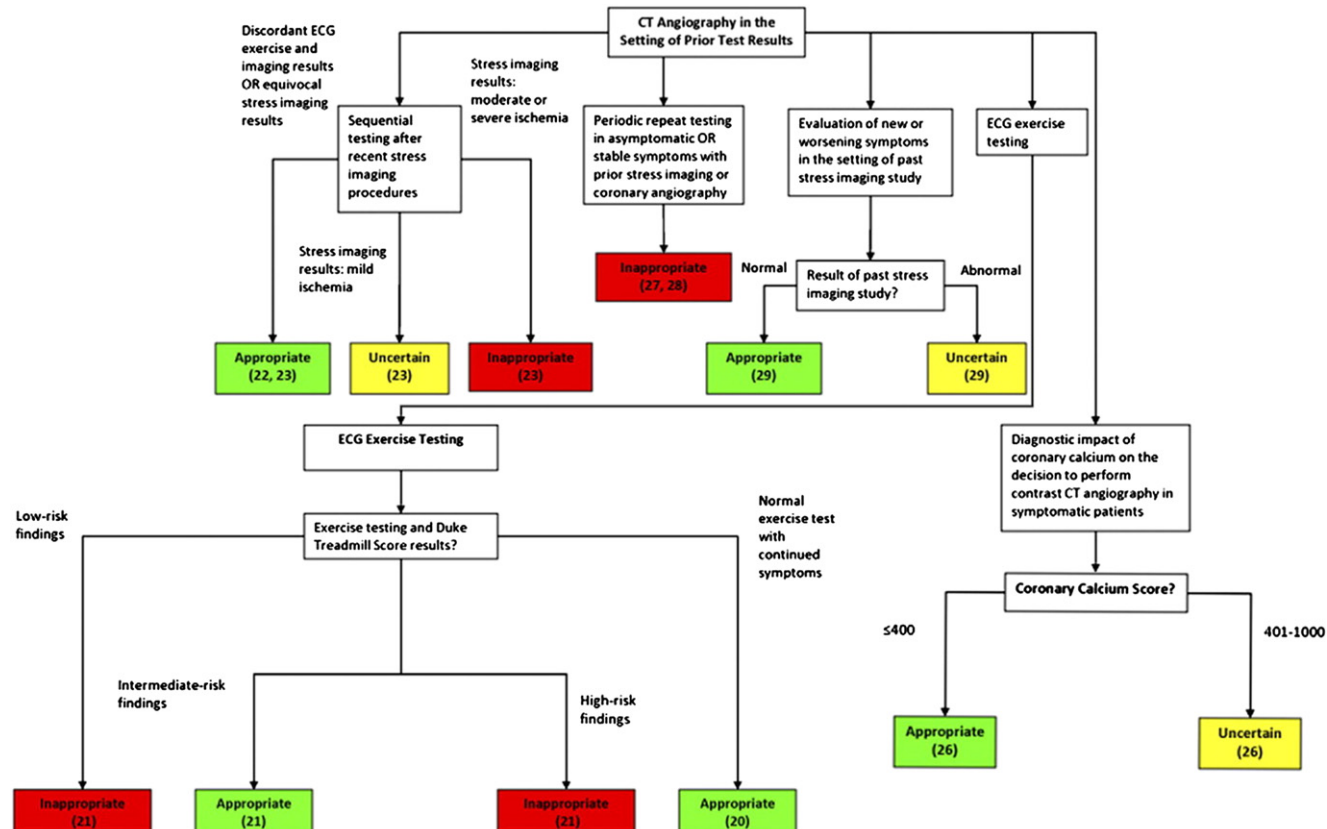 CT Angiography in the
Setting of Prior Test Results
Discordant ECG
exercise and
imaging results
OR equivocal
stress imaging
results
Stress imaging
results:
moderate or
severe ischemia
Sequential
testing after
recent stress
imaging
procedures
Periodic repeat testing
in asymptomatic OR
stable symptoms with
prior stress imaging or
coronary angiography
Evaluation of new or
worsening symptoms
in the setting of past
stress imaging study
ECG exercise
testing
Stress imaging
results: mild
ischemia
Inappropriate
(27, 28)
Normal
Result of past stress
imaging study?
Abnormal
Appropriate
(22, 23)
Uncertain
(23)
Inappropriate
(23)
Appropriate
(29)
Uncertain
(29)
ECG Exercise Testing
Diagnostic impact of
coronary calcium on the
decision to perform
contrast CT angiography in
symptomatic patients
Low-risk
findings
Exercise testing and Duke
Treadmill Score results?
Normal
exercise test
with
continued
symptoms
Coronary Calcium Score?
≤400
401-1000
Intermediate-risk
findings
High-risk
findings
Appropriate
(26)
Uncertain
(26)
Inappropriate
(21)
Appropriate
(21)
Inappropriate
(21)
Appropriate
(20)